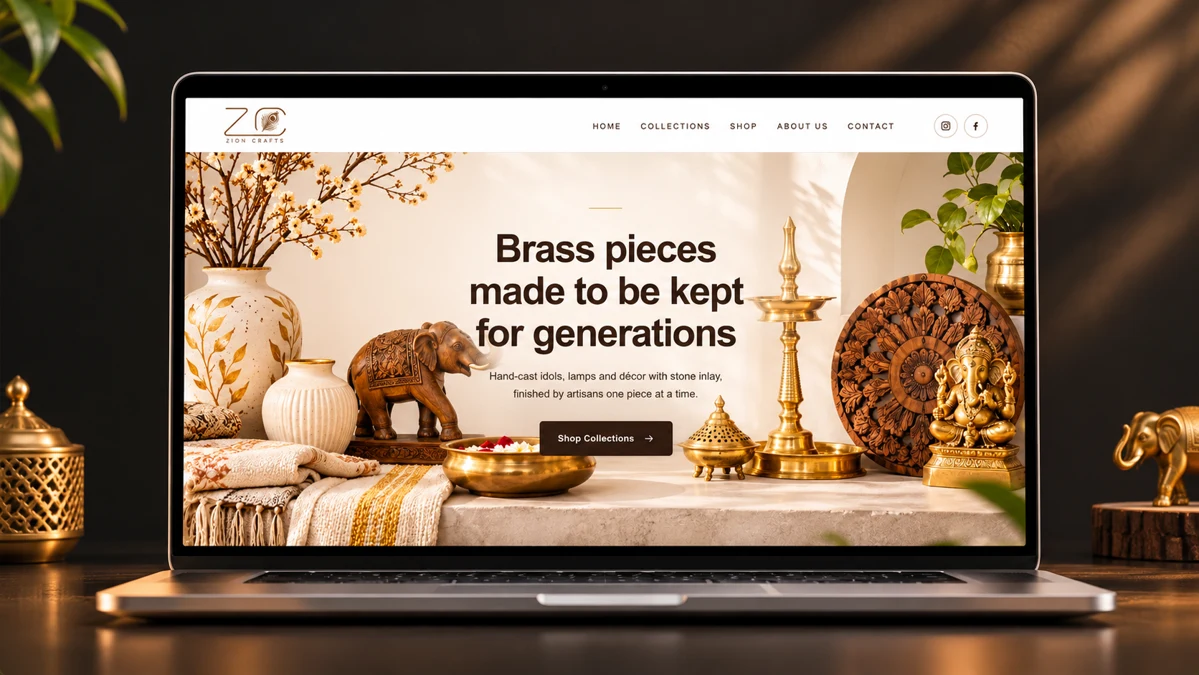 ZC
ZION CRAFTS
HOME COLLECTIONS SHOP ABOUT US CONTACT
Brass pieces
made to be kept
for generations
Hand-cast idols, lamps and décor with stone inlay,
finished by artisans one piece at a time.
Shop Collections →